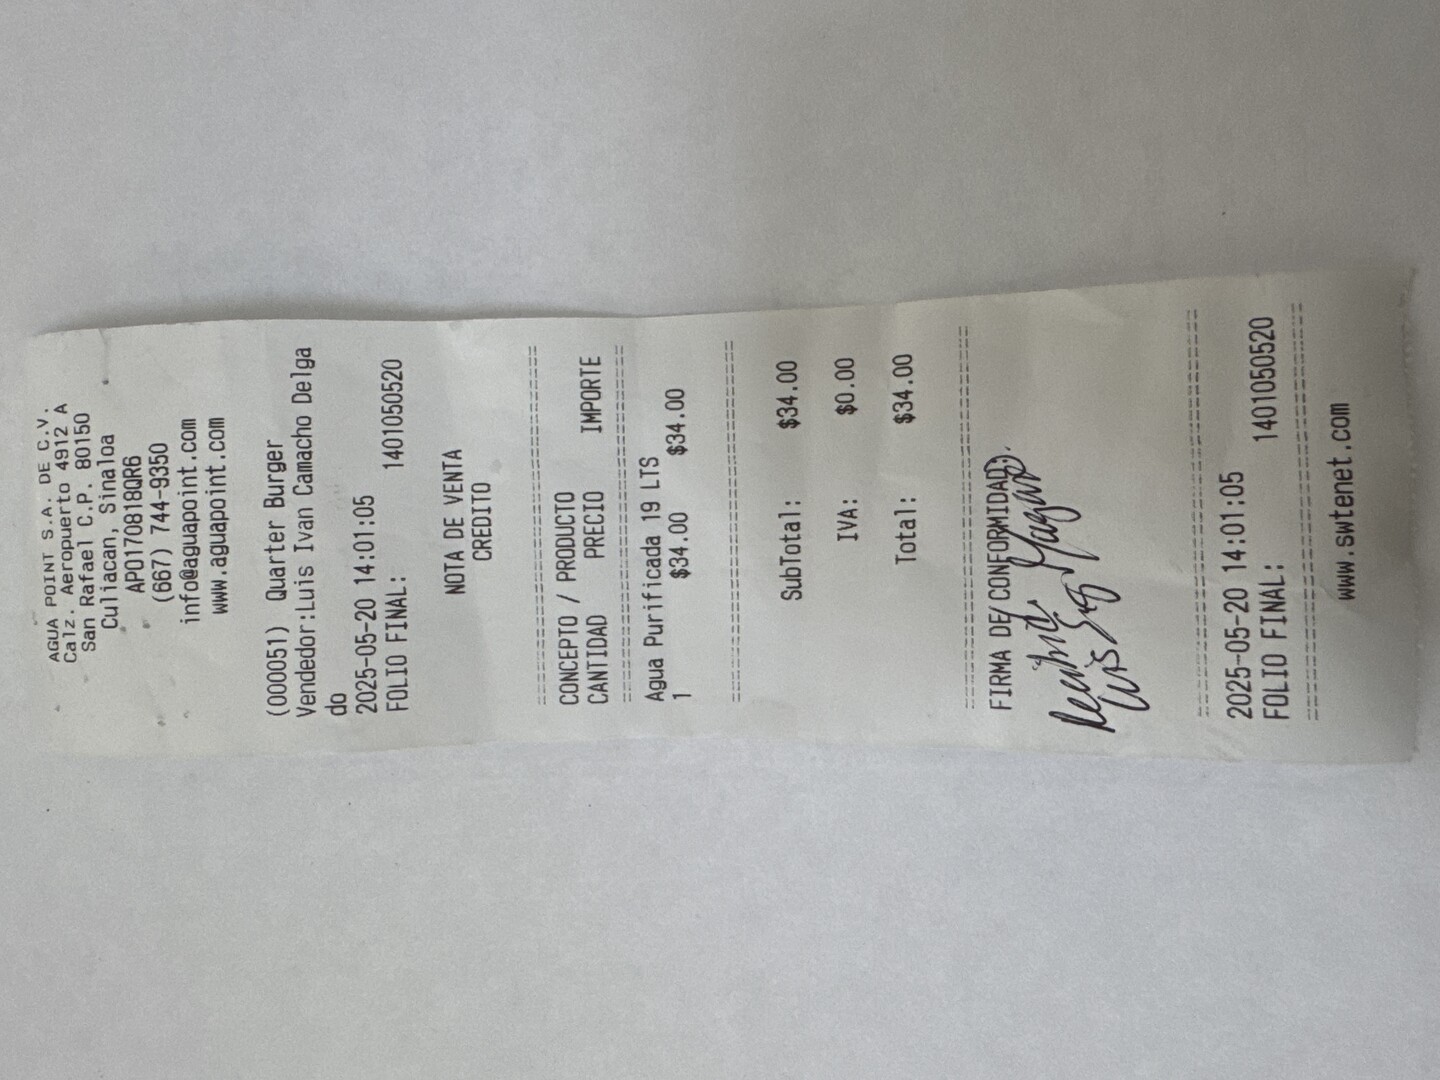 AGUA POINT S.A. DE C.V.
Calz. Aeropuerto 4912 A
San Rafael C.P. 80150
Culiacan, Sinaloa
APO170818QR6
(667) 744-9350
info@aguapoint.com
www.aguapoint.com
(000051) Quarter Burger
Vendedor:Luis Ivan Camacho Delga
do
2025-05-20 14:01:05
FOLIO FINAL: 1401050520
NOTA DE VENTA
CREDITO
================================
CONCEPTO / PRODUCTO
CANTIDAD PRECIO IMPORTE
================================
Agua Purificada 19 LTS
1 $34.00 $34.00
================================
SubTotal: $34.00
IVA: $0.00
Total: $34.00
================================
FIRMA DE CONFORMIDAD:
Luis
================================
2025-05-20 14:01:05
FOLIO FINAL: 1401050520
================================
www.swtenet.com